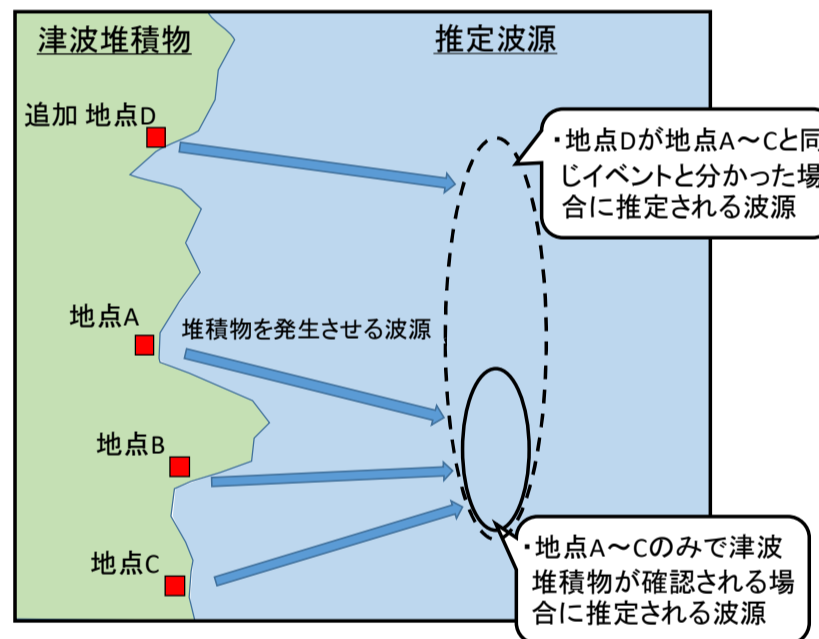 津波堆積物
推定波源
追加 地点D
・地点Dが地点A～Cと同
じイベントと分かった場
合に推定される波源
地点A
堆積物を発生させる波源
地点B
地点C
・地点A～Cのみで津波
堆積物が確認される場
合に推定される波源